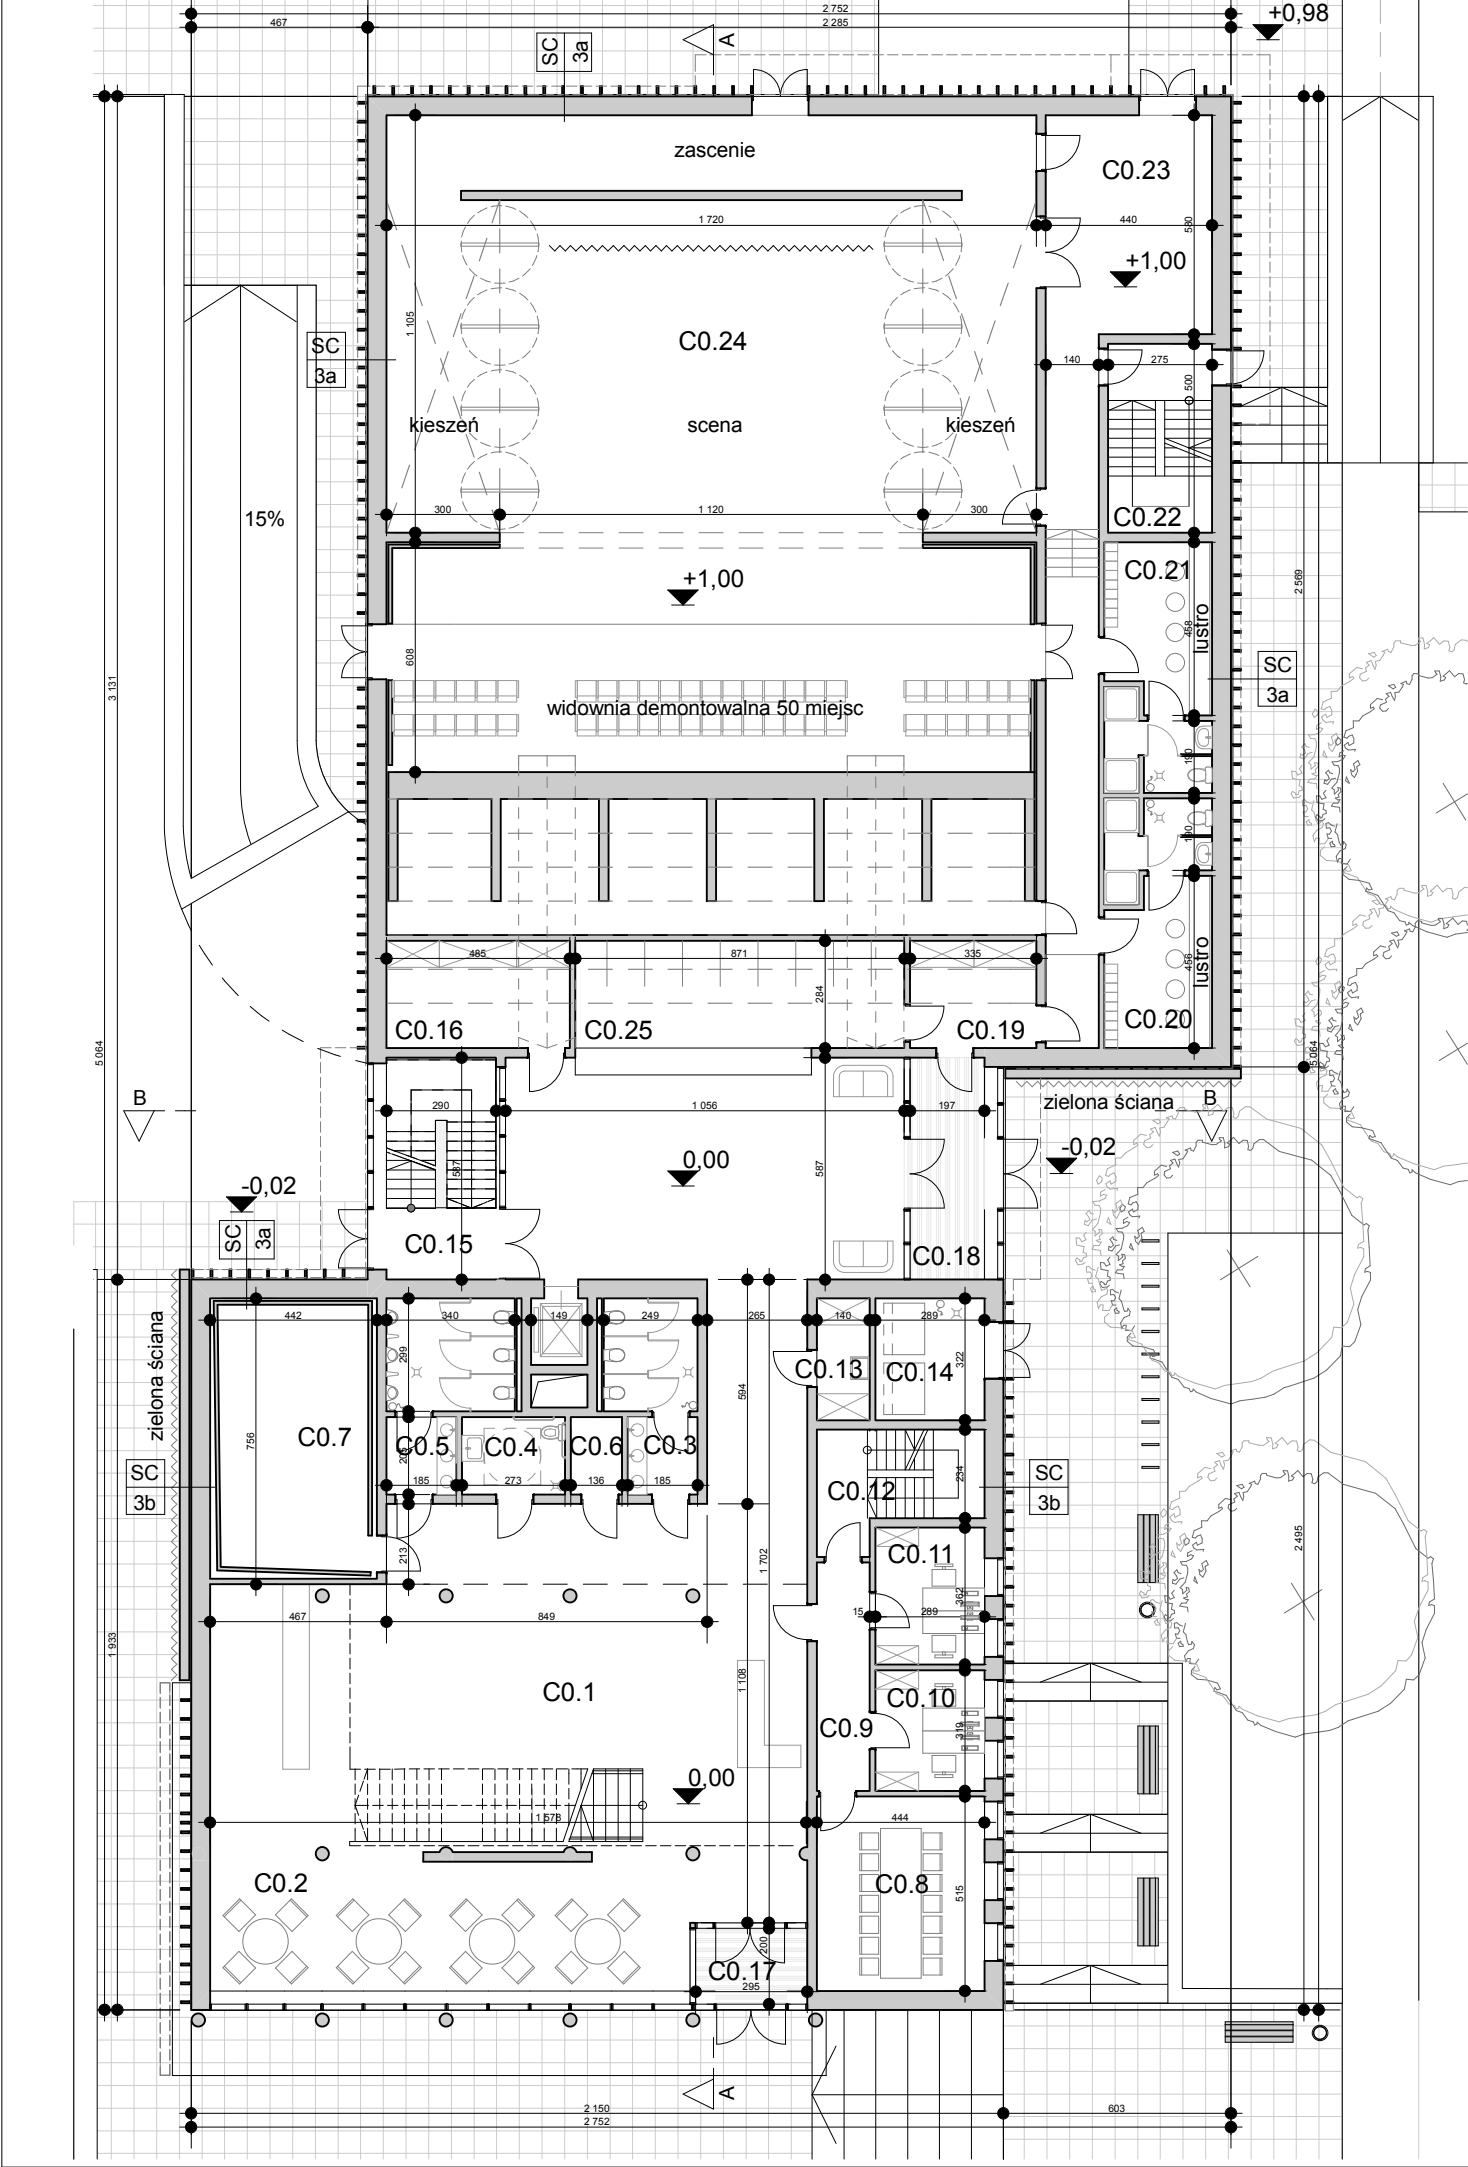 2 752
467
2 285
+0,98
A
SC
3a
zascenie
C0.23
1 720
440
580
+1,00
1 105
C0.24
SC
3a
140
275
500
kieszeń
scena
kieszeń
300
1 120
300
C0.22
15%
C0.21
+1,00
2 569
458
lustro
608
3 131
SC
3a
widownia demontowalna 50 miejsc
190
190
485
871
335
284
456
lustro
C0.16
C0.25
C0.19
C0.20
5 064
5 064
B
290
1 056
197
zielona ściana
B
-0,02
0,00
587
587
-0,02
SC
3a
C0.15
C0.18
zielona ściana
442
340
149
249
265
140
289
299
322
C0.13
C0.14
594
756
C0.7
C0.5
C0.4
C0.6
C0.3
205
185
273
136
185
SC
3b
C0.12
234
SC
3b
213
C0.11
1 702
362
2 495
467
849
15
289
1 933
1 108
C0.1
C0.10
C0.9
319
0,00
1 578
444
C0.2
C0.8
515
200
C0.17
295
A
2 150
603
2 752